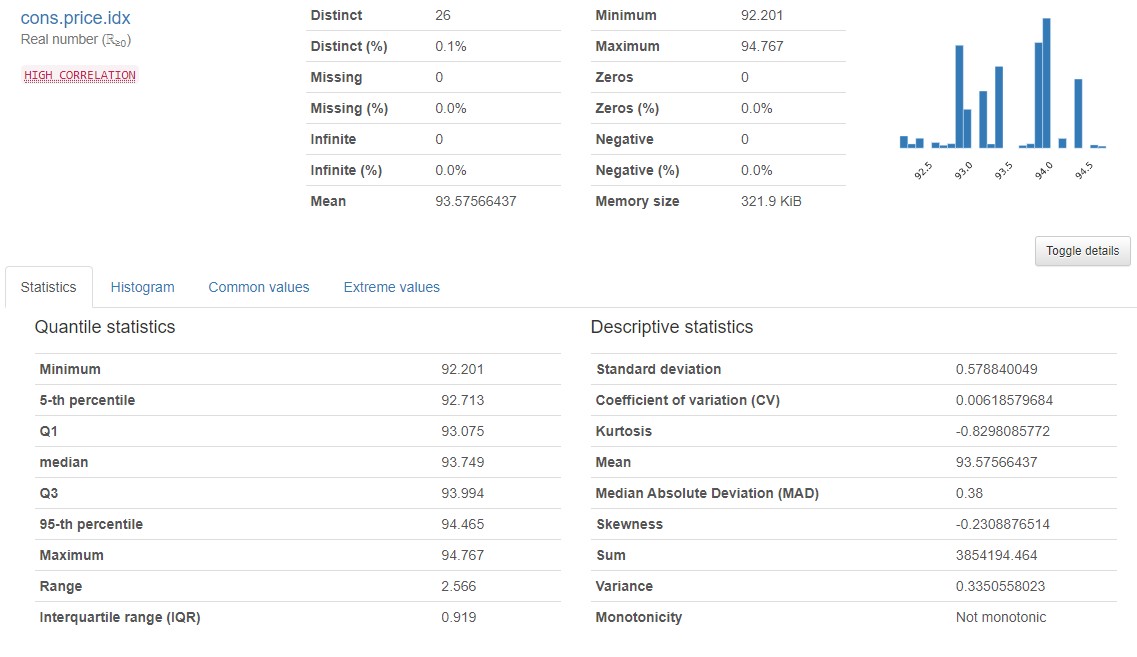 cons.price.idx
Real number (ℝ≥0)
HIGH CORRELATION
Distinct 26
Distinct (%) 0.1%
Missing 0
Missing (%) 0.0%
Infinite 0
Infinite (%) 0.0%
Mean 93.57566437
Minimum 92.201
Maximum 94.767
Zeros 0
Zeros (%) 0.0%
Negative 0
Negative (%) 0.0%
Memory size 321.9 KiB
92.5 93.0 93.5 94.0 94.5
Toggle details
Statistics Histogram Common values Extreme values
Quantile statistics
Minimum 92.201
5-th percentile 92.713
Q1 93.075
median 93.749
Q3 93.994
95-th percentile 94.465
Maximum 94.767
Range 2.566
Interquartile range (IQR) 0.919
Descriptive statistics
Standard deviation 0.578840049
Coefficient of variation (CV) 0.00618579684
Kurtosis -0.8298085772
Mean 93.57566437
Median Absolute Deviation (MAD) 0.38
Skewness -0.2308876514
Sum 3854194.464
Variance 0.3350558023
Monotonicity Not monotonic